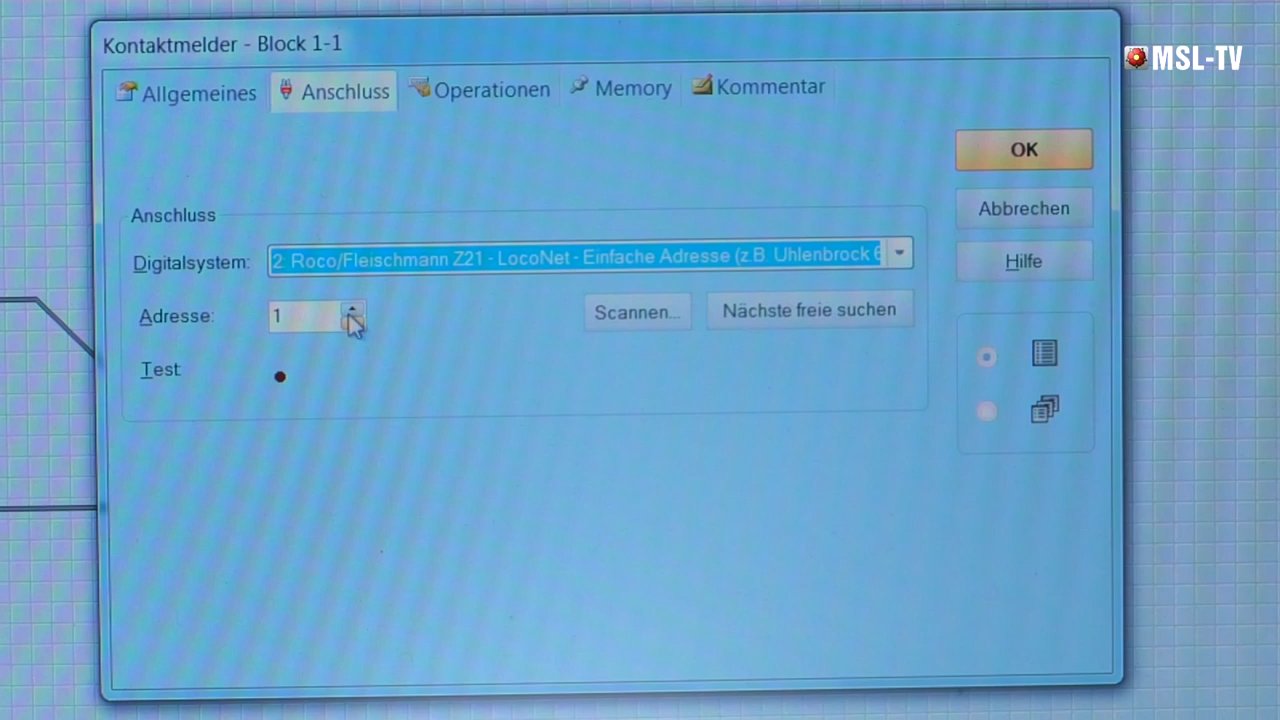 Kontaktmelder - Block 1-1
MSL-TV
Allgemeines Anschluss Operationen Memory Kommentar
OK
Abbrechen
Hilfe
Anschluss
Digitalsystem: 2: Roco/Fleischmann Z21 - LocoNet - Einfache Adresse (z.B. Uhlenbrock 6
Adresse: 1 Scannen... Nächste freie suchen
Test